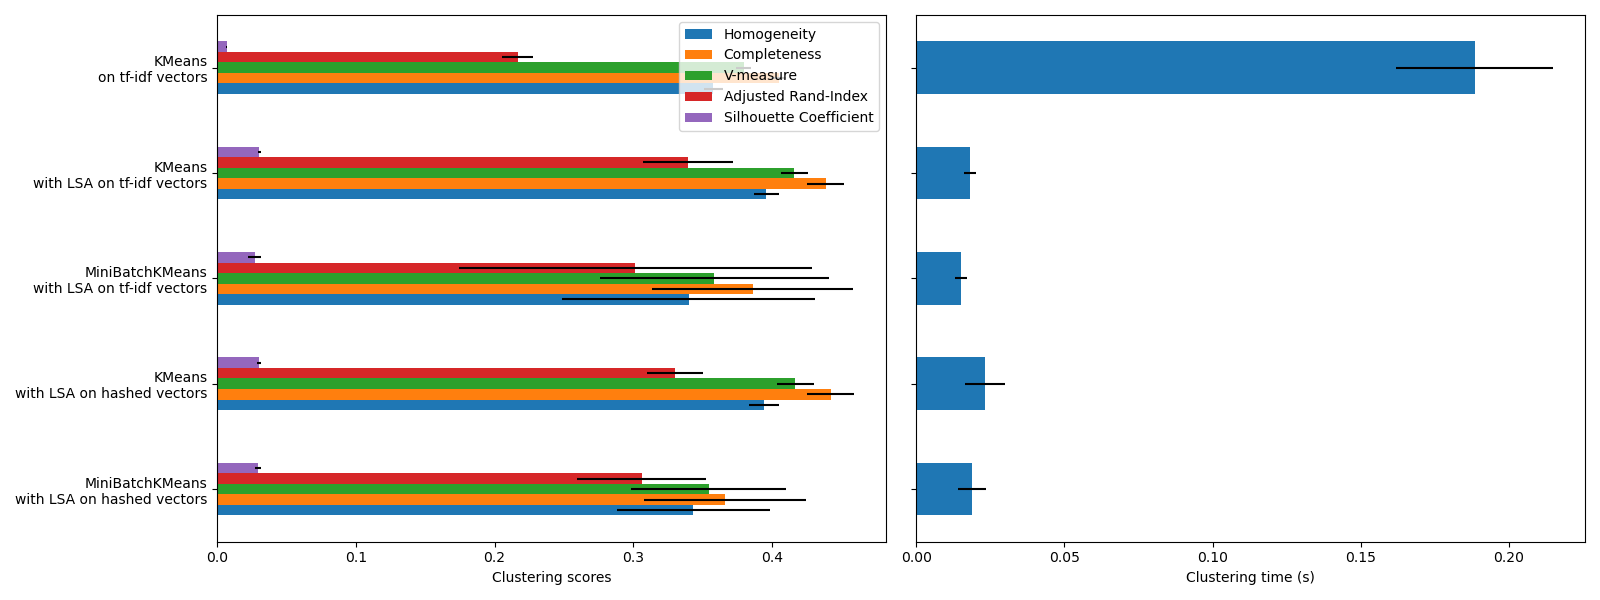 KMeans
on tf-idf vectors
KMeans
with LSA on tf-idf vectors
MiniBatchKMeans
with LSA on tf-idf vectors
KMeans
with LSA on hashed vectors
MiniBatchKMeans
with LSA on hashed vectors
Homogeneity
Completeness
V-measure
Adjusted Rand-Index
Silhouette Coefficient
0.0 0.1 0.2 0.3 0.4
Clustering scores
0.00 0.05 0.10 0.15 0.20
Clustering time (s)